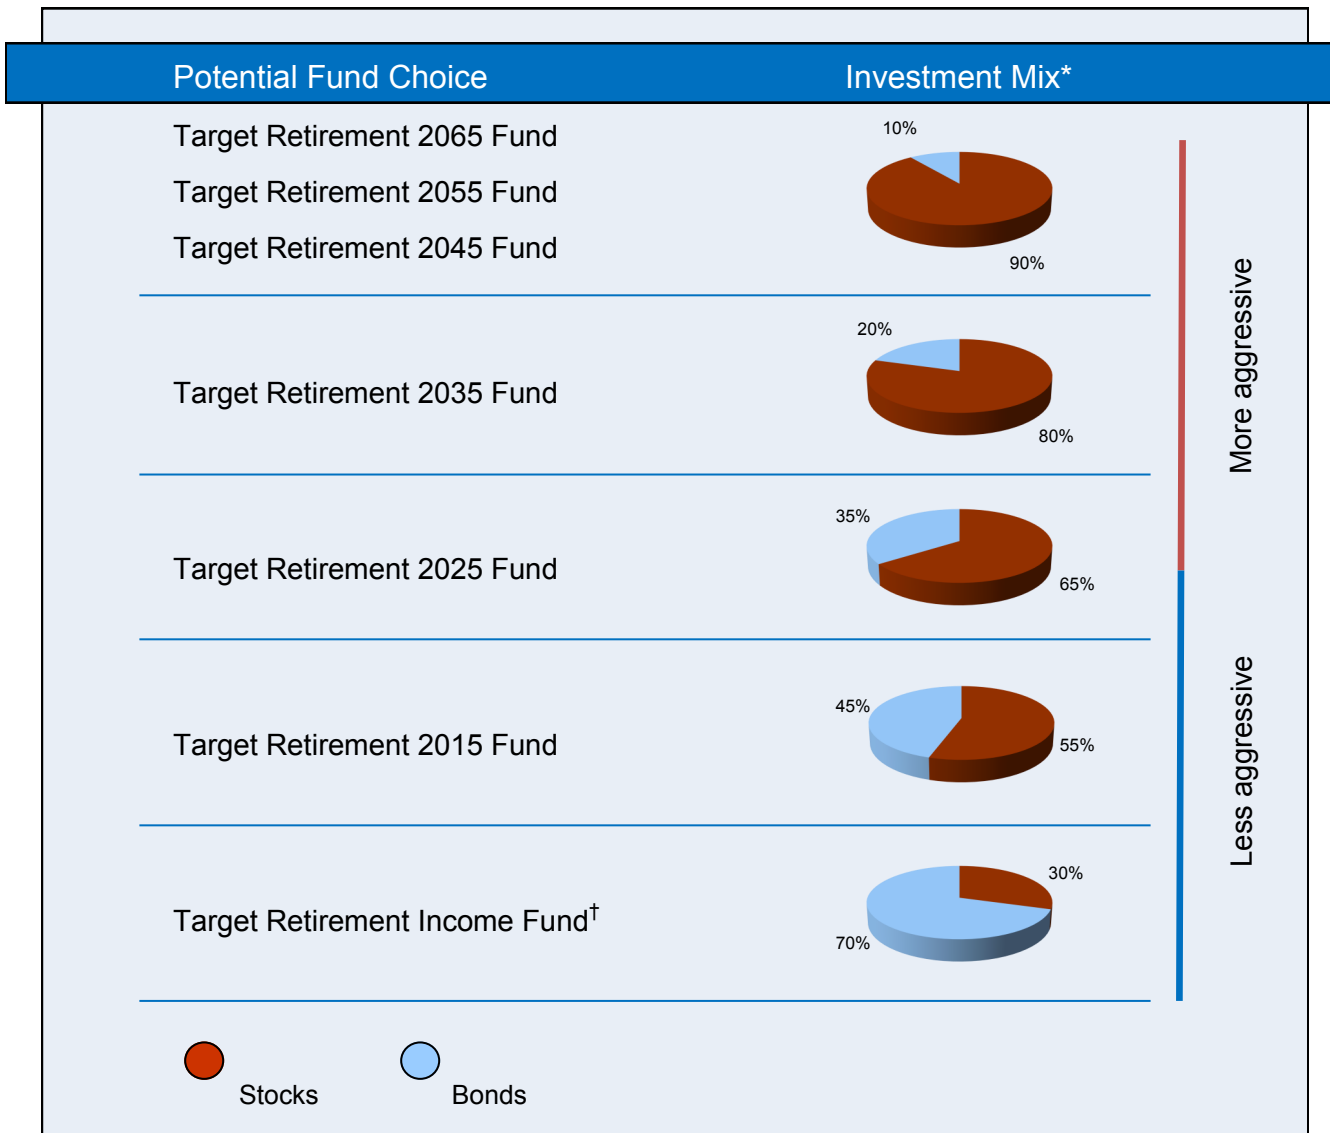 Potential Fund Choice Investment Mix*
Target Retirement 2065 Fund
Target Retirement 2055 Fund
Target Retirement 2045 Fund
10%
90%
Target Retirement 2035 Fund
20%
80%
Target Retirement 2025 Fund
35%
65%
Target Retirement 2015 Fund
45%
55%
Target Retirement Income Fund†
30%
70%
More aggressive
Less aggressive
Stocks Bonds